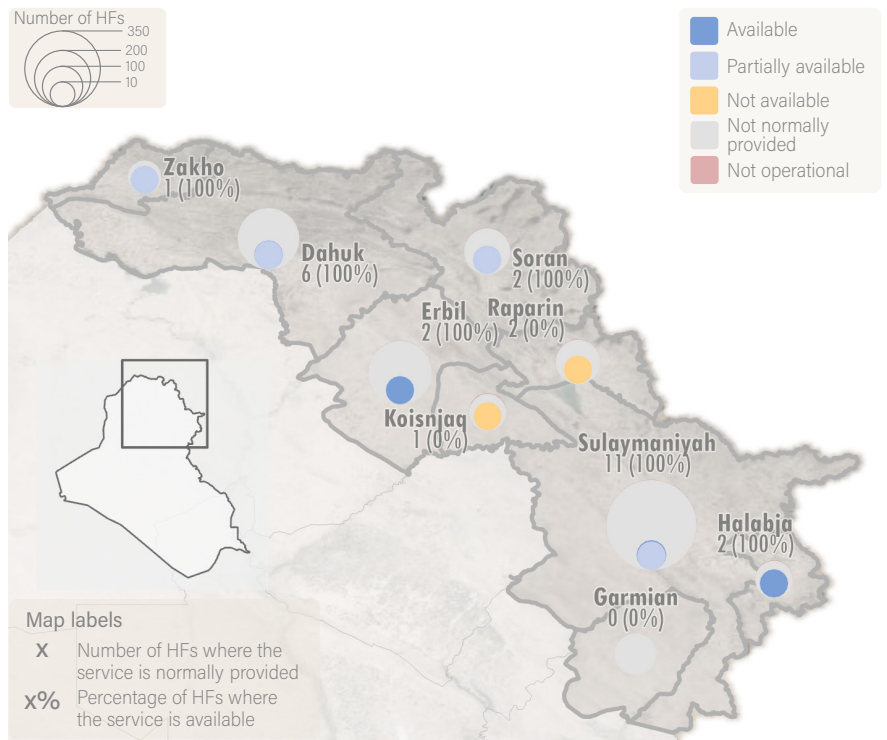 Number of HFs
350
200
100
10
Available
Partially available
Not available
Not normally
provided
Not operational
Zakho
1 (100%)
Dahuk
6 (100%)
Soran
2 (100%)
Erbil
2 (100%)
Raparin
2 (0%)
Koisnjaq
1 (0%)
Sulaymaniyah
11 (100%)
Halabja
2 (100%)
Garmian
0 (0%)
Map labels
X Number of HFs where the
service is normally provided
X% Percentage of HFs where
the service is available